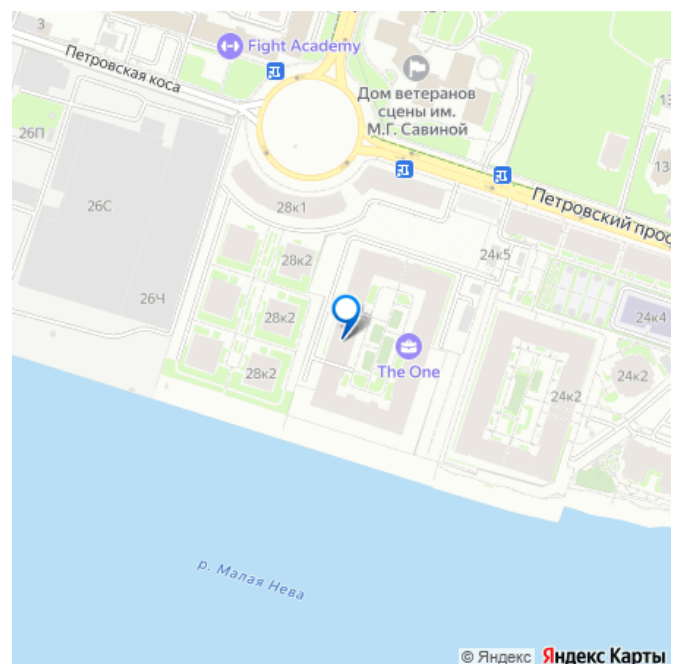 3
Fight Academy
Петровская коса
Дом ветеранов
сцены им.
М.Г. Савиной
13
26П
13
26С
28к1
Петровский прос
28к2
24к5
26Ч
28к2
24к4
The One
28к2
24к2
24к2
р. Малая Нева
© Яндекс Яндекс Карты